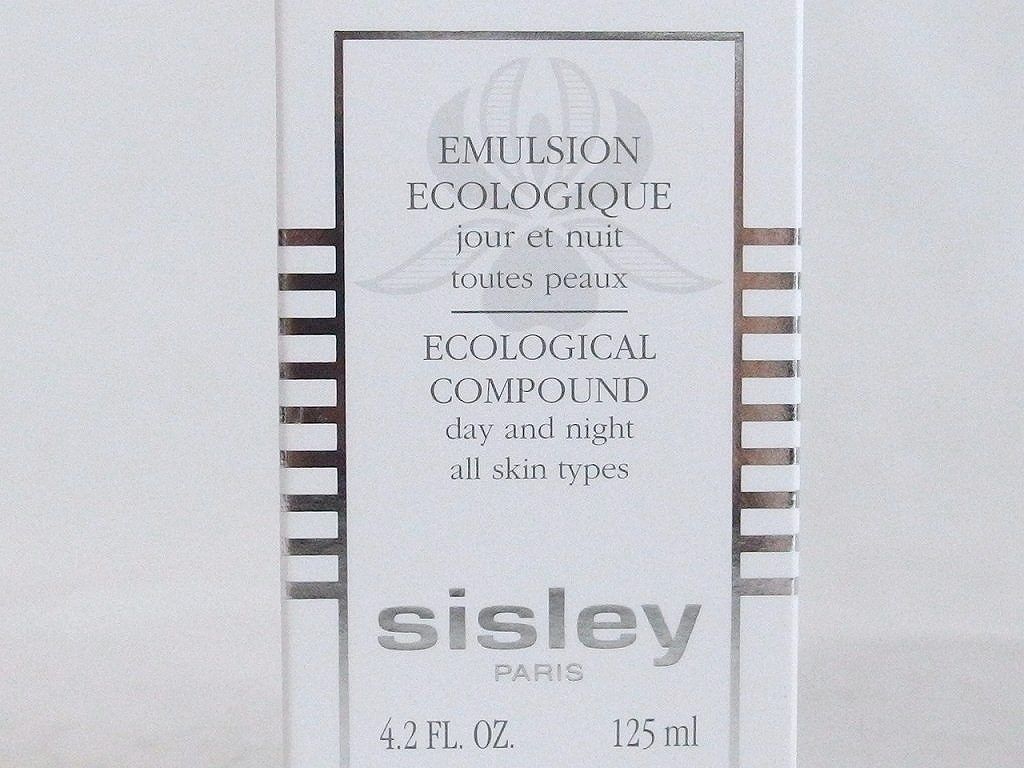 EMULSION
ECOLOGIQUE
jour et nuit
toutes peaux
ECOLOGICAL
COMPOUND
day and night
all skin types
sisley
PARIS
4.2 FL. OZ. 125 ml